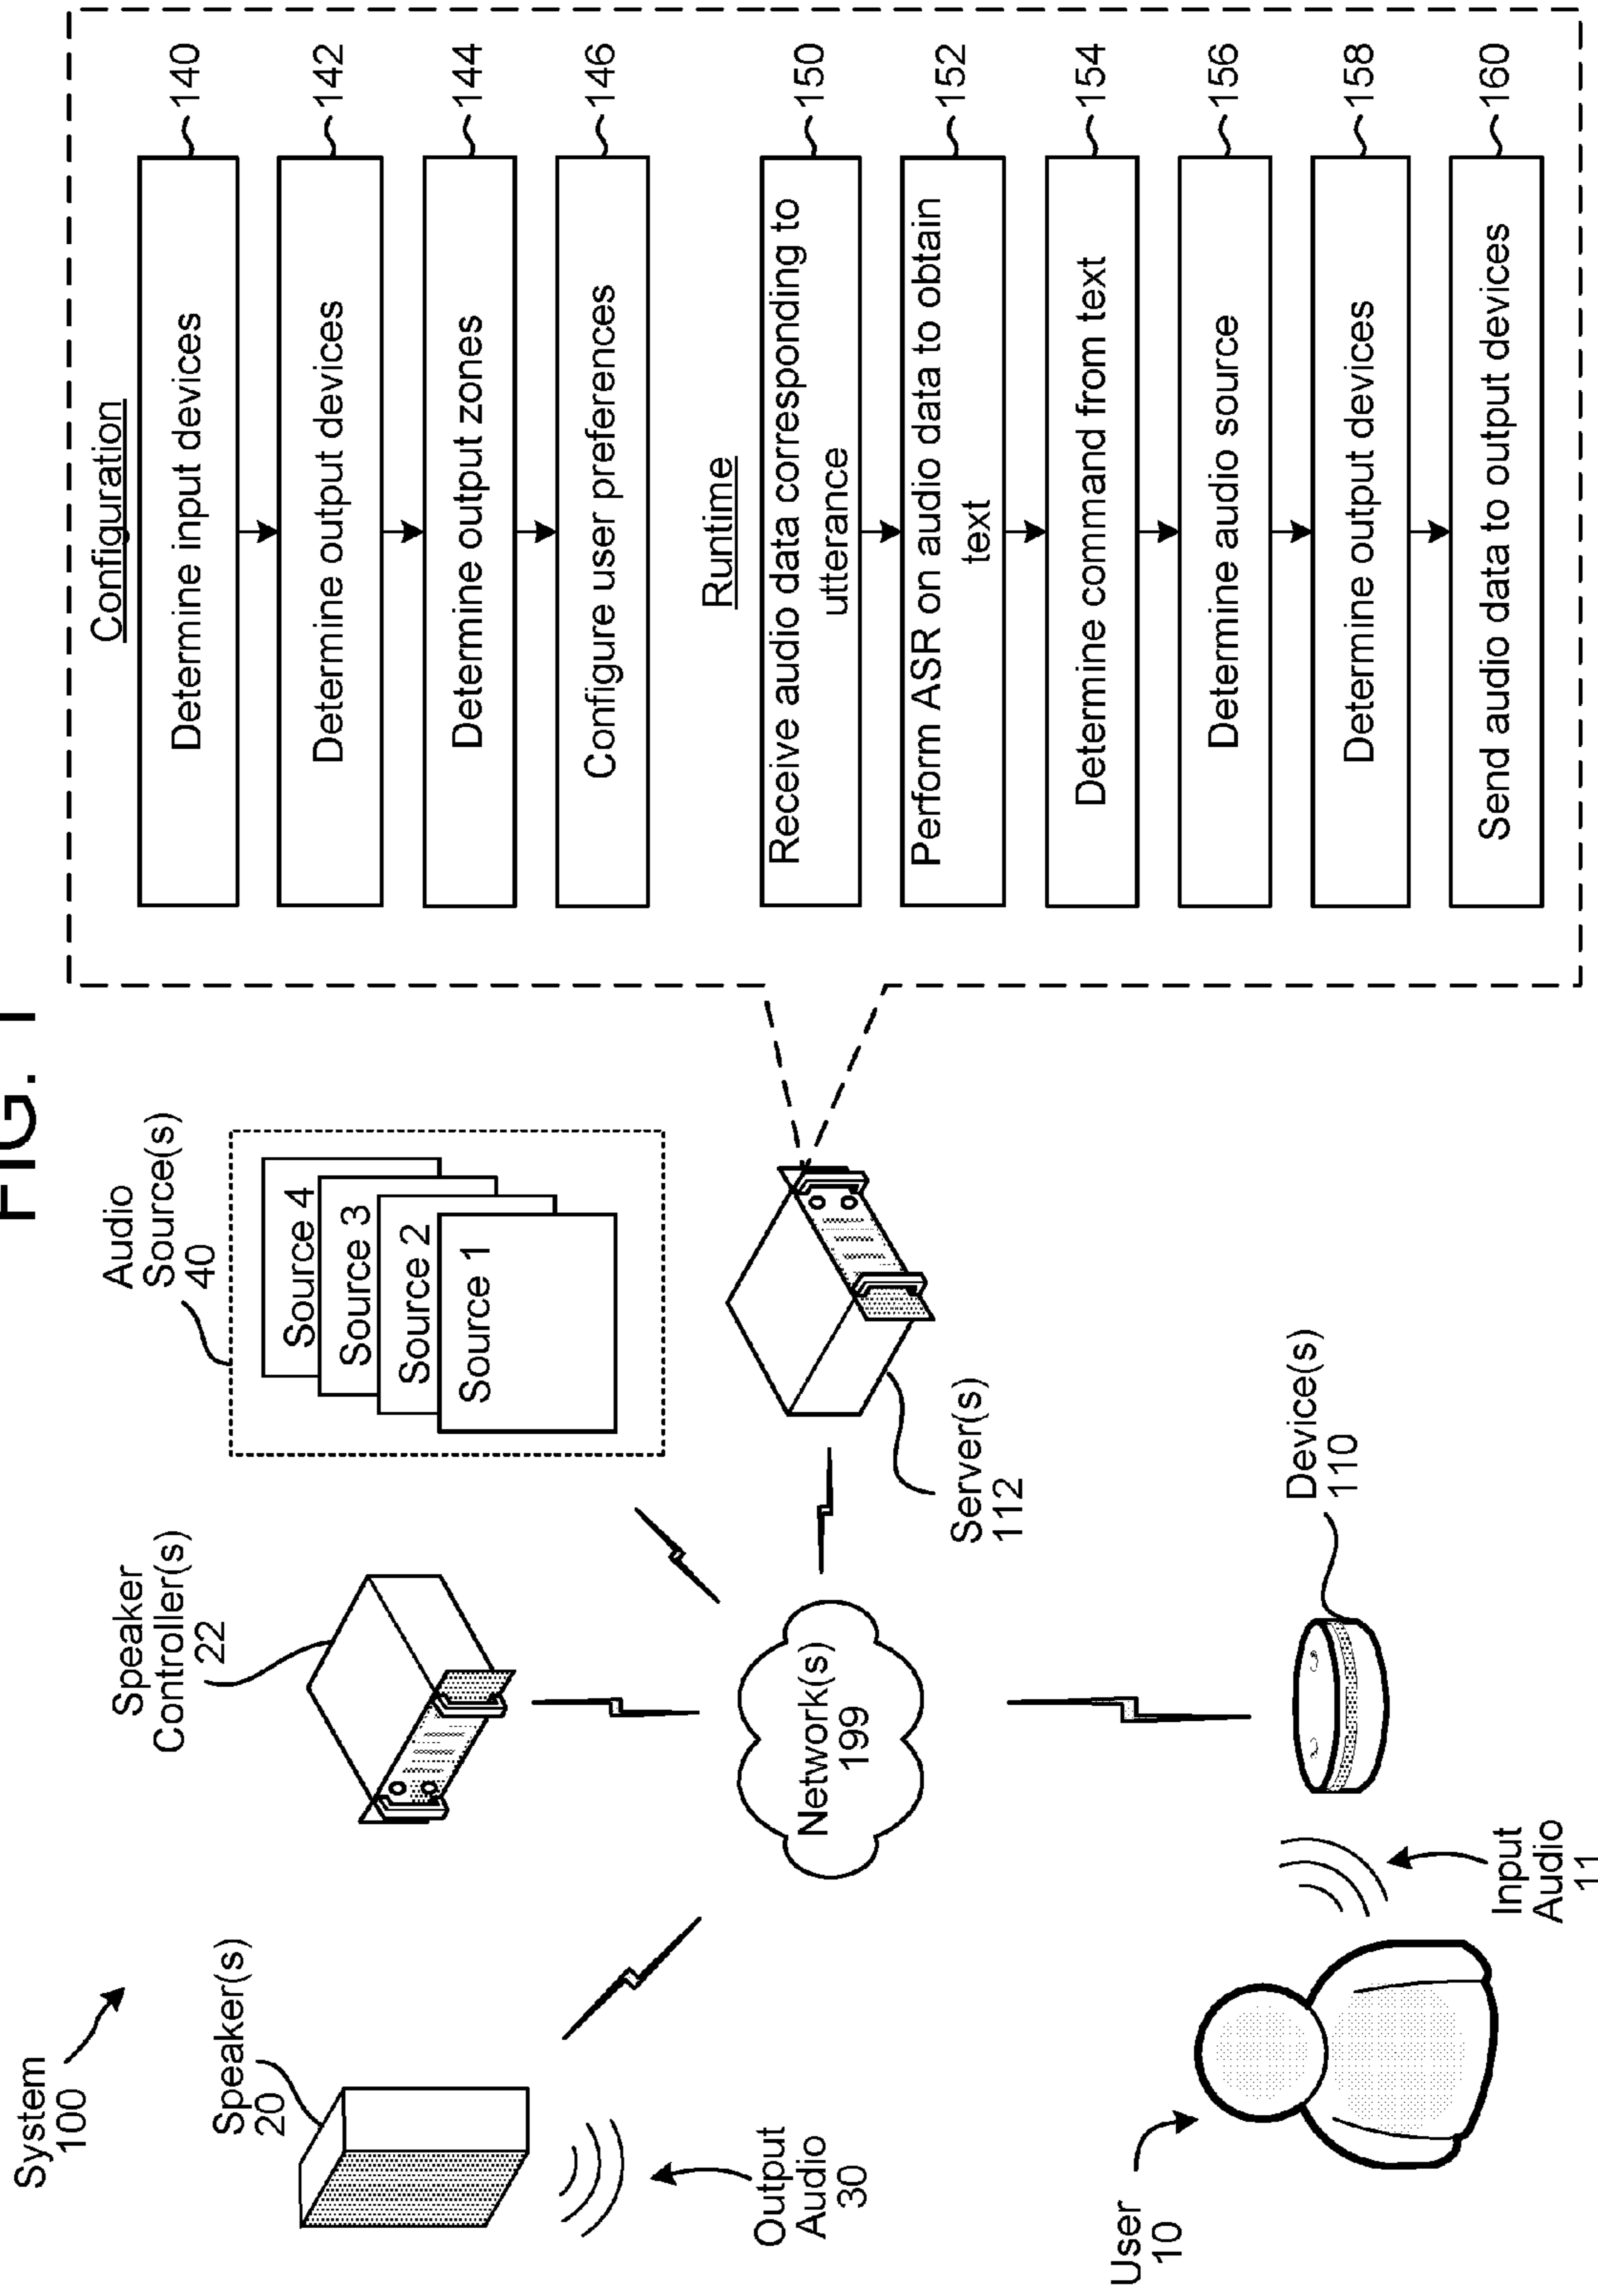 FIG. 1
System
100
Speaker(s)
20
Output
Audio
30
Speaker
Controller(s)
22
Audio
Source(s)
40
Source 4
Source 3
Source 2
Source 1
Network(s)
199
Server(s)
112
User
10
Input
Audio
11
Device(s)
110
Configuration
Determine input devices
140
Determine output devices
142
Determine output zones
144
Configure user preferences
146
Runtime
Receive audio data corresponding to
utterance
150
Perform ASR on audio data to obtain
text
152
Determine command from text
154
Determine audio source
156
Determine output devices
158
Send audio data to output devices
160